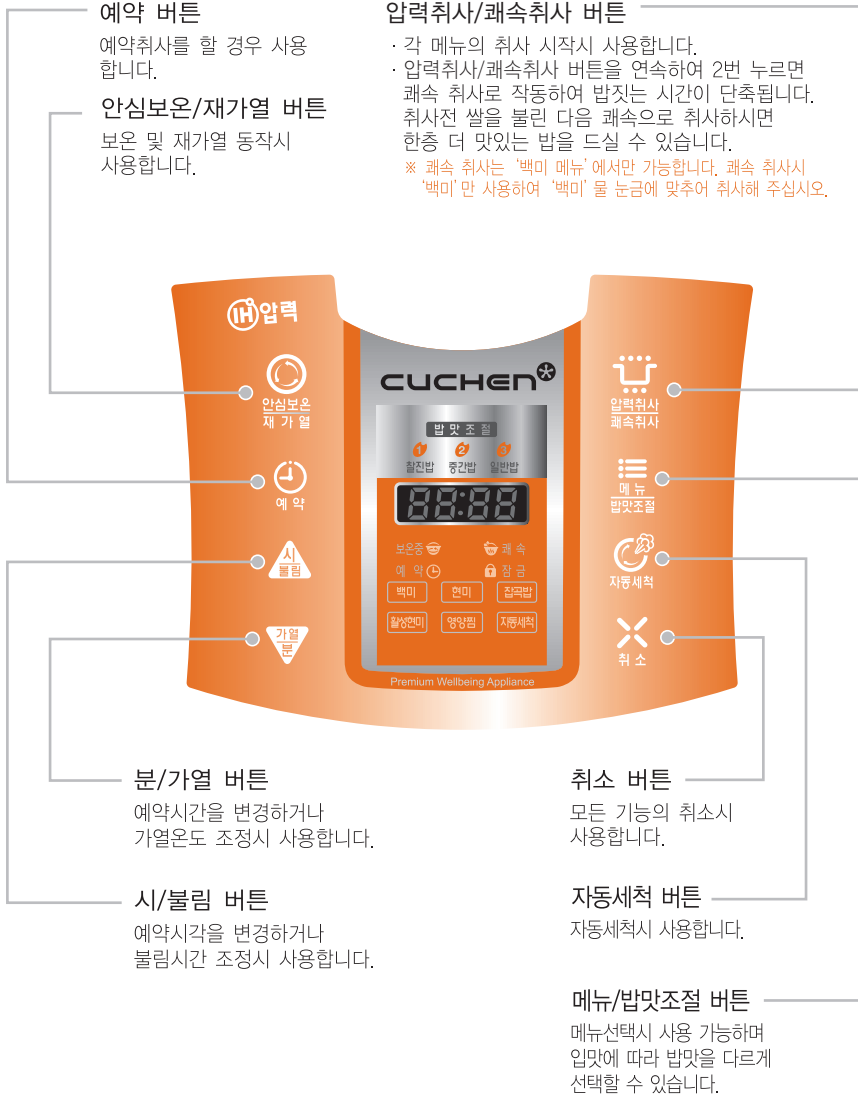 예약 버튼
예약취사를 할 경우 사용
합니다.
안심보온/재가열 버튼
보온 및 재가열 동작시
사용합니다.
압력취사/쾌속취사 버튼
· 각 메뉴의 취사 시작시 사용합니다.
· 압력취사/쾌속취사 버튼을 연속하여 2번 누르면
쾌속 취사로 작동하여 밥짓는 시간이 단축됩니다.
취사전 쌀을 불린 다음 쾌속으로 취사하시면
한층 더 맛있는 밥을 드실 수 있습니다.
※ 쾌속 취사는 '백미 메뉴'에서만 가능합니다. 쾌속 취사시
'백미'만 사용하여 '백미' 물 눈금에 맞추어 취사해 주십시오.
IH압력
안심보온
재가열
예약
시
불림
가열
분
CUCHEN
밥맛조절
1 2 3
찰진밥 중간밥 일반밥
88:88
보온중 쾌속
예약 잠금
백미 현미 잡곡밥
활성현미 영양찜 자동세척
Premium Wellbeing Appliance
압력취사
쾌속취사
메뉴
밥맛조절
자동세척
취소
분/가열 버튼
예약시간을 변경하거나
가열온도 조정시 사용합니다.
시/불림 버튼
예약시각을 변경하거나
불림시간 조정시 사용합니다.
취소 버튼
모든 기능의 취소시
사용합니다.
자동세척 버튼
자동세척시 사용합니다.
메뉴/밥맛조절 버튼
메뉴선택시 사용 가능하며
입맛에 따라 밥맛을 다르게
선택할 수 있습니다.